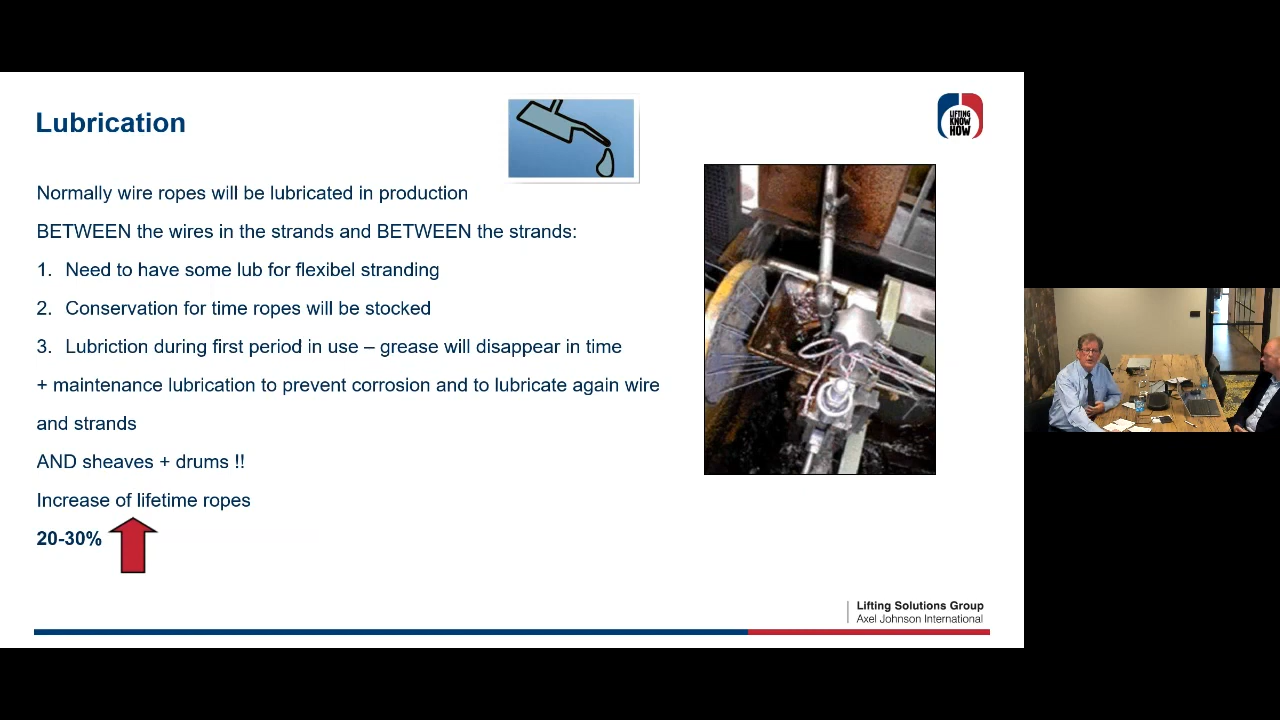 Lubrication
LIFTING
KNOW
HOW
Normally wire ropes will be lubricated in production
BETWEEN the wires in the strands and BETWEEN the strands:
1. Need to have some lub for flexibel stranding
2. Conservation for time ropes will be stocked
3. Lubriction during first period in use – grease will disappear in time
+ maintenance lubrication to prevent corrosion and to lubricate again wire
and strands
AND sheaves + drums !!
Increase of lifetime ropes
20-30%
Lifting Solutions Group
Axel Johnson International